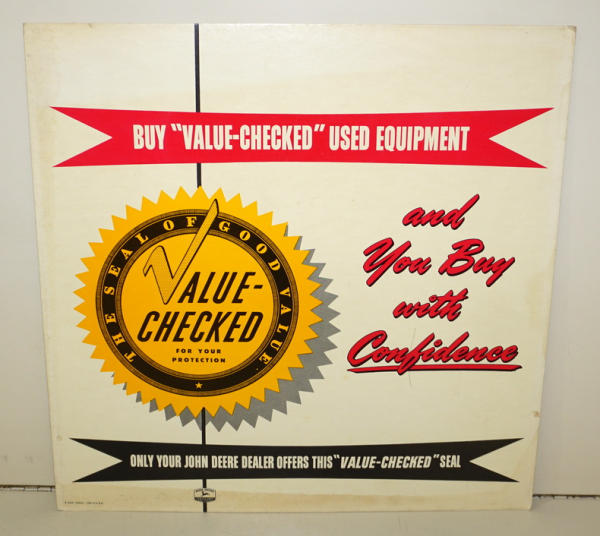 BUY "VALUE-CHECKED" USED EQUIPMENT
THE SEAL OF GOOD VALUE
VALUE-
CHECKED
FOR YOUR
PROTECTION
and
You Buy
with
Confidence
ONLY YOUR JOHN DEERE DEALER OFFERS THIS "VALUE-CHECKED" SEAL